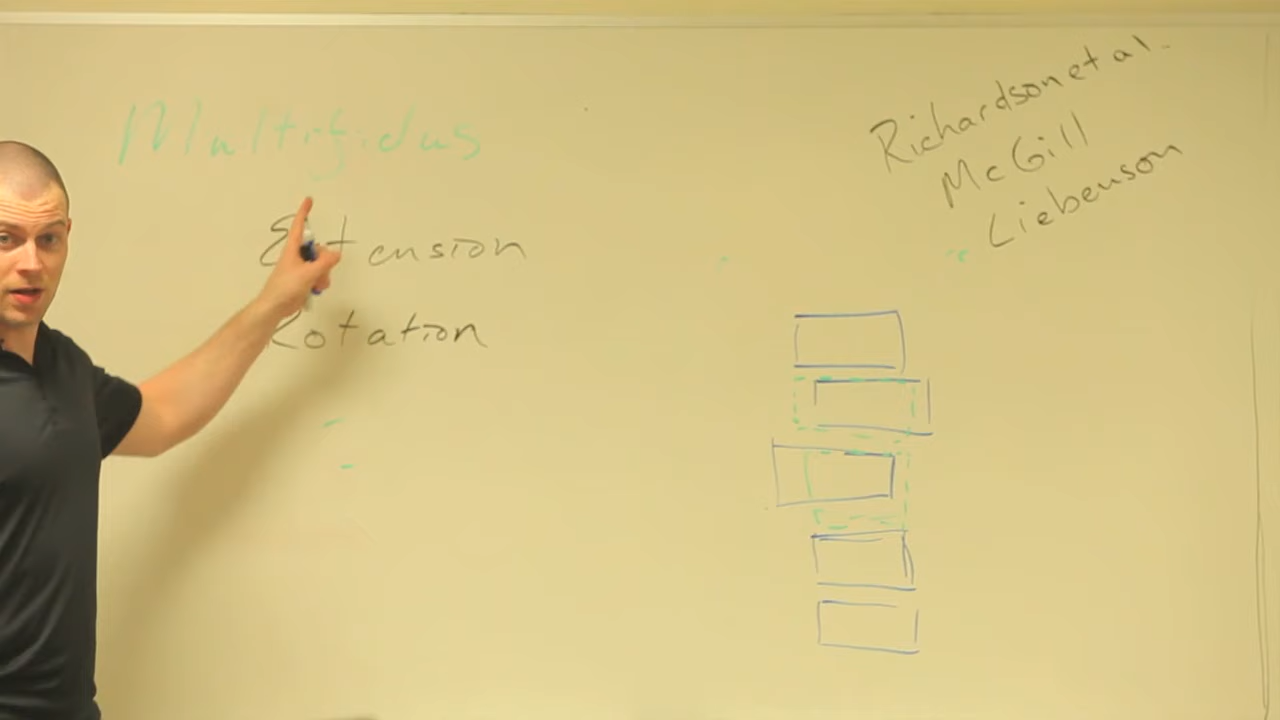 Multifidus
Extension
Rotation
Richardson et al.
McGill
Liebenson